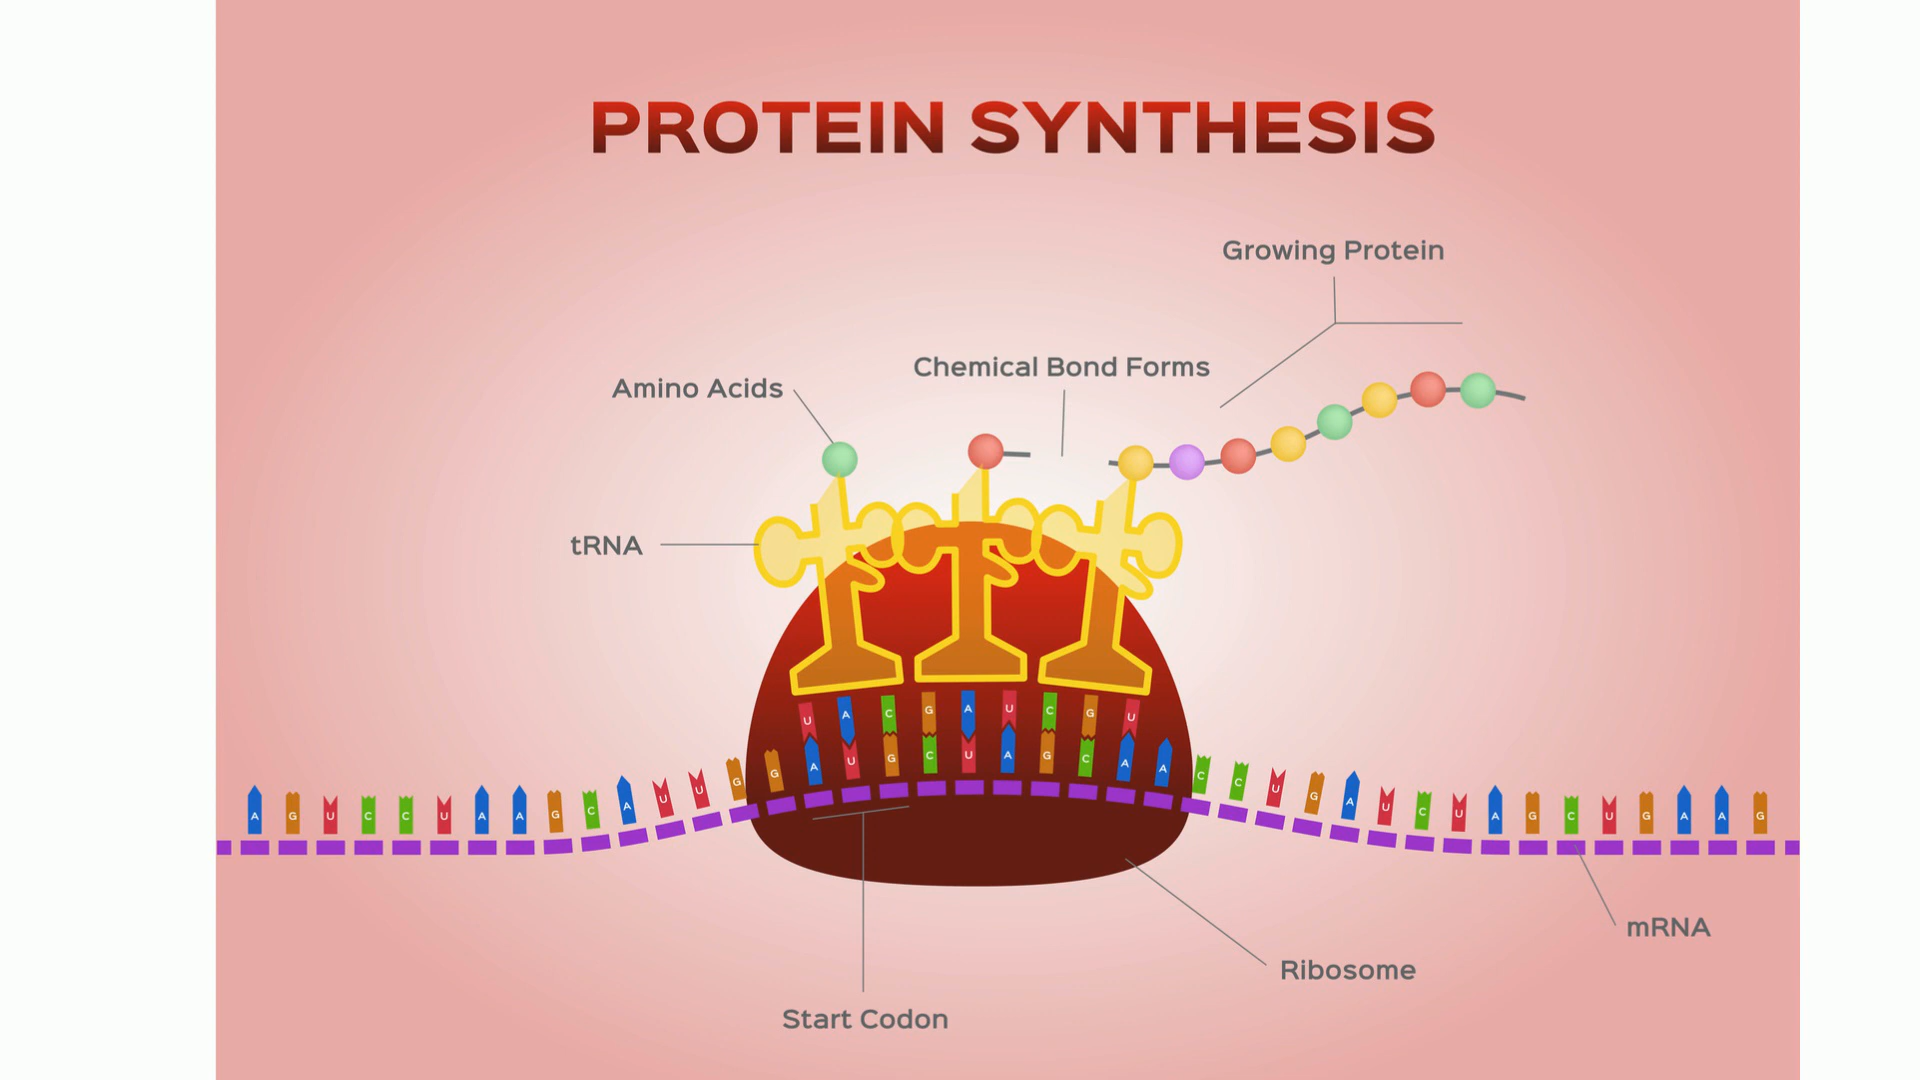 PROTEIN SYNTHESIS
Growing Protein
Chemical Bond Forms
Amino Acids
tRNA
U A C G A U C G U
A G U C C U A A G C A U U G G A U G C U A G C A A C C U G A U C U A G C U G A A G
mRNA
Ribosome
Start Codon